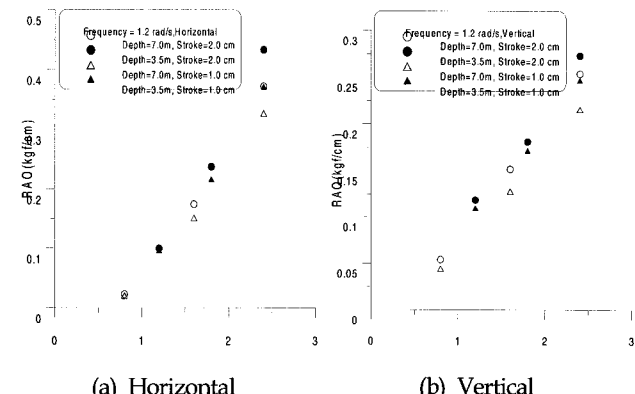 Frequency = 1.2 rad/s,Horizontal
Depth=7.0m, Stroke=2.0 cm
Depth=3.5m, Stroke=2.0 cm
Depth=7.0m, Stroke=1.0 cm
Depth=3.5m, Stroke=1.0 cm
RAO(kgf/cm)
0.5
0.4
0.3
0.2
0.1
0
0 1 2 3
(a) Horizontal
Frequency = 1.2 rad/s,Vertical
Depth=7.0m, Stroke=2.0 cm
Depth=3.5m, Stroke=2.0 cm
Depth=7.0m, Stroke=1.0 cm
Depth=3.5m, Stroke=1.0 cm
RAO(kgf/cm)
0.3
0.25
0.2
0.15
0.1
0.05
0
0 1 2 3
(b) Vertical